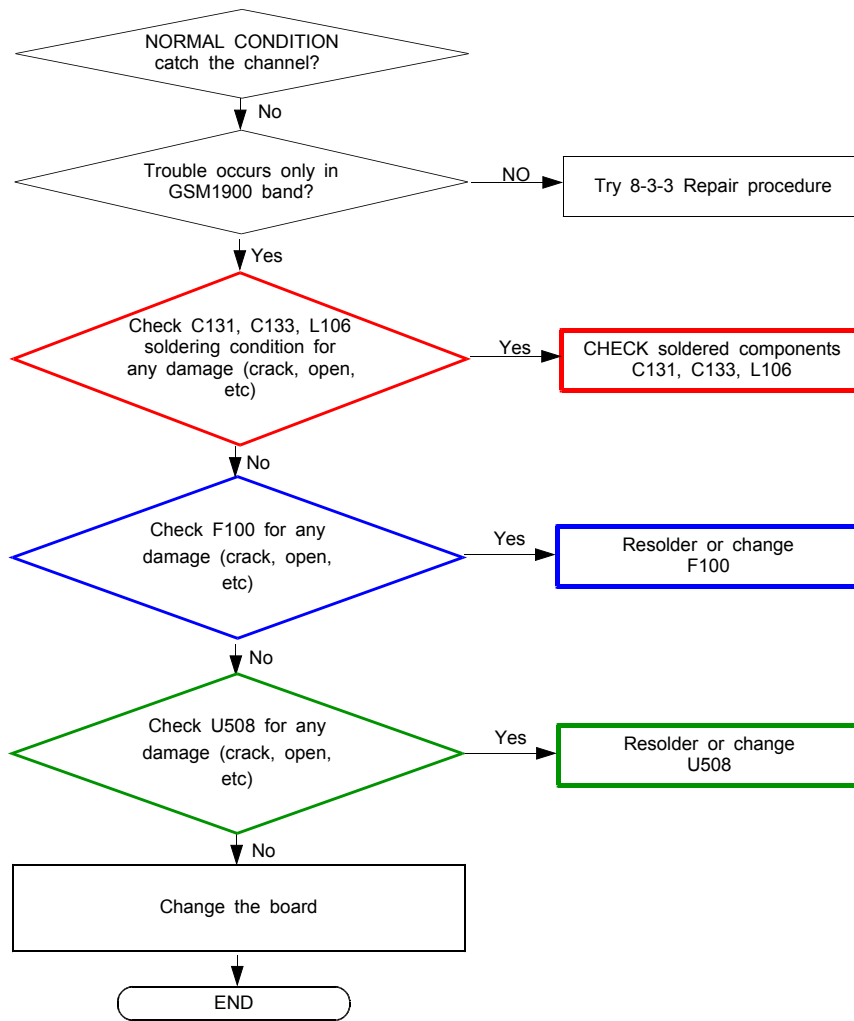 NORMAL CONDITION
catch the channel?
No
Trouble occurs only in
GSM1900 band?
NO
Try 8-3-3 Repair procedure
Yes
Check C131, C133, L106
soldering condition for
any damage (crack, open,
etc)
Yes
CHECK soldered components
C131, C133, L106
No
Check F100 for any
damage (crack, open,
etc)
Yes
Resolder or change
F100
No
Check U508 for any
damage (crack, open,
etc)
Yes
Resolder or change
U508
No
Change the board
END